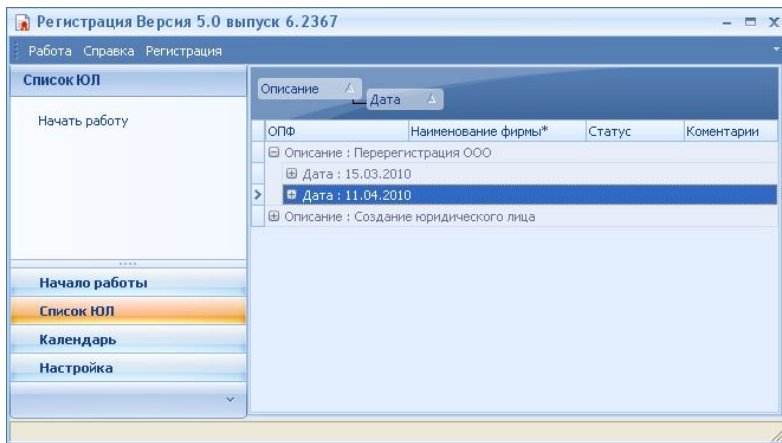 Регистрация Версия 5.0 выпуск 6.2367
Работа Справка Регистрация
Список ЮЛ
Начать работу
Начало работы
Список ЮЛ
Календарь
Настройка
Описание
Дата
ОПФ Наименование фирмы* Статус Коментарии
Описание : Перерегистрация ООО
Дата : 15.03.2010
Дата : 11.04.2010
Описание : Создание юридического лица